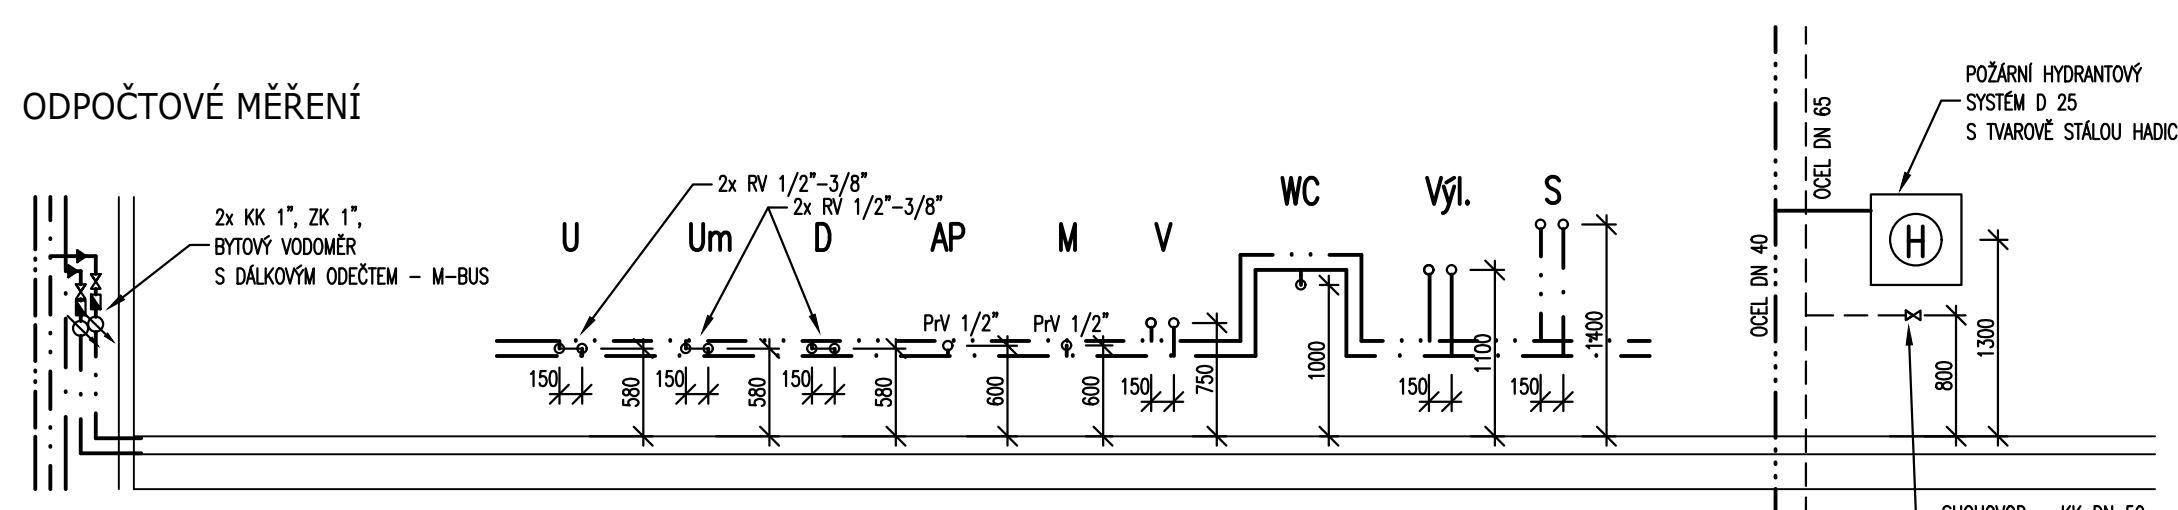 ODPOČTOVÉ MĚŘENÍ
2x KK 1", ZK 1",
BYTOVÝ VODOMĚR
S DÁLKOVÝM ODEČTEM - M-BUS
2x RV 1/2"-3/8"
2x RV 1/2"-3/8"
U
Um
D
AP
M
V
WC
Výl.
S
PrV 1/2"
PrV 1/2"
150
580
150
580
150
580
600
600
150
750
1000
150
1100
150
1400
OCEL DN 40
OCEL DN 65
POŽÁRNÍ HYDRANTOVÝ
SYSTÉM D 25
S TVAROVĚ STÁLOU HADIC
H
800
1300